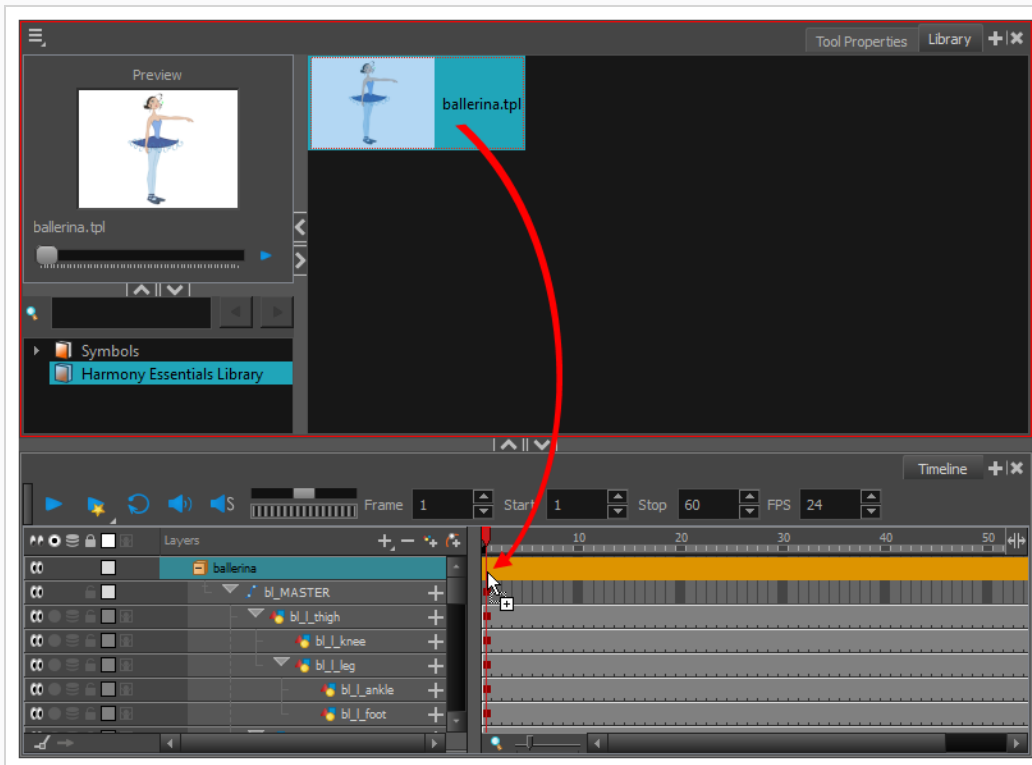 Tool Properties Library
Preview
ballerina.tpl
ballerina.tpl
Symbols
Harmony Essentials Library
Timeline
S Frame 1 Start 1 Stop 60 FPS 24
Layers 10 20 30 40 50
ballerina
bl_MASTER
bl_l_thigh
bl_l_knee
bl_l_leg
bl_l_ankle
bl_l_foot